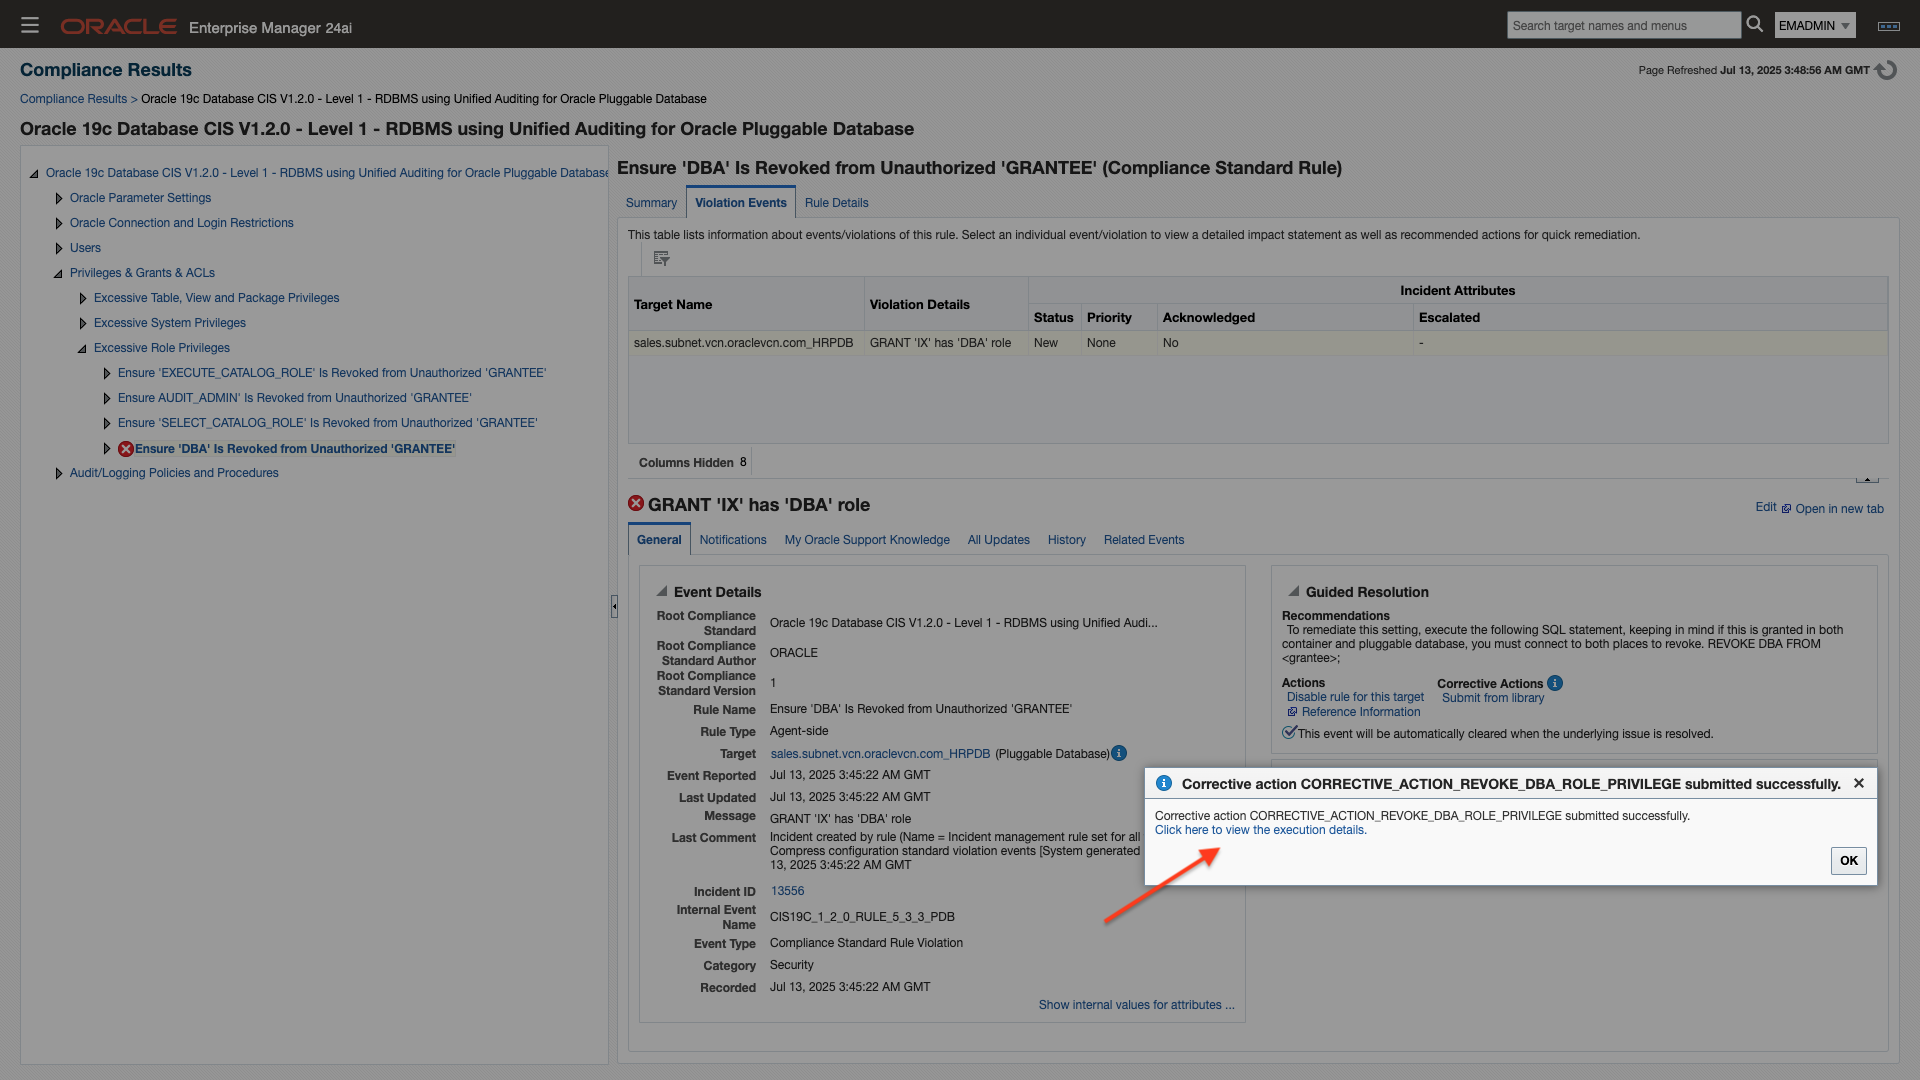 ORACLE Enterprise Manager 24ai
Search target names and menus
EMADMIN
Compliance Results
Page Refreshed Jul 13, 2025 3:48:56 AM GMT
Compliance Results > Oracle 19c Database CIS V1.2.0 - Level 1 - RDBMS using Unified Auditing for Oracle Pluggable Database
Oracle 19c Database CIS V1.2.0 - Level 1 - RDBMS using Unified Auditing for Oracle Pluggable Database
Oracle 19c Database CIS V1.2.0 - Level 1 - RDBMS using Unified Auditing for Oracle Pluggable Database
Oracle Parameter Settings
Oracle Connection and Login Restrictions
Users
Privileges & Grants & ACLs
Excessive Table, View and Package Privileges
Excessive System Privileges
Excessive Role Privileges
Ensure 'EXECUTE_CATALOG_ROLE' Is Revoked from Unauthorized 'GRANTEE'
Ensure AUDIT_ADMIN' Is Revoked from Unauthorized 'GRANTEE'
Ensure 'SELECT_CATALOG_ROLE' Is Revoked from Unauthorized 'GRANTEE'
Ensure 'DBA' Is Revoked from Unauthorized 'GRANTEE'
Audit/Logging Policies and Procedures
Ensure 'DBA' Is Revoked from Unauthorized 'GRANTEE' (Compliance Standard Rule)
Summary Violation Events Rule Details
This table lists information about events/violations of this rule. Select an individual event/violation to view a detailed impact statement as well as recommended actions for quick remediation.
Target Name Violation Details Incident Attributes
Status Priority Acknowledged Escalated
sales.subnet.vcn.oraclevcn.com_HRPDB GRANT 'IX' has 'DBA' role New None No -
Columns Hidden 8
GRANT 'IX' has 'DBA' role
Edit Open in new tab
General Notifications My Oracle Support Knowledge All Updates History Related Events
Event Details
Root Compliance Standard Oracle 19c Database CIS V1.2.0 - Level 1 - RDBMS using Unified Audi...
Root Compliance Standard Author ORACLE
Root Compliance Standard Version 1
Rule Name Ensure 'DBA' Is Revoked from Unauthorized 'GRANTEE'
Rule Type Agent-side
Target sales.subnet.vcn.oraclevcn.com_HRPDB (Pluggable Database)
Event Reported Jul 13, 2025 3:45:22 AM GMT
Last Updated Jul 13, 2025 3:45:22 AM GMT
Message GRANT 'IX' has 'DBA' role
Last Comment Incident created by rule (Name = Incident management rule set for all
Compress configuration standard violation events [System generated
13, 2025 3:45:22 AM GMT
Incident ID 13556
Internal Event Name CIS19C_1_2_0_RULE_5_3_3_PDB
Event Type Compliance Standard Rule Violation
Category Security
Recorded Jul 13, 2025 3:45:22 AM GMT
Show internal values for attributes ...
Guided Resolution
Recommendations
To remediate this setting, execute the following SQL statement, keeping in mind if this is granted in both
container and pluggable database, you must connect to both places to revoke. REVOKE DBA FROM
<grantee>;
Actions Corrective Actions
Disable rule for this target Submit from library
Reference Information
This event will be automatically cleared when the underlying issue is resolved.
Corrective action CORRECTIVE_ACTION_REVOKE_DBA_ROLE_PRIVILEGE submitted successfully.
Corrective action CORRECTIVE_ACTION_REVOKE_DBA_ROLE_PRIVILEGE submitted successfully.
Click here to view the execution details.
OK